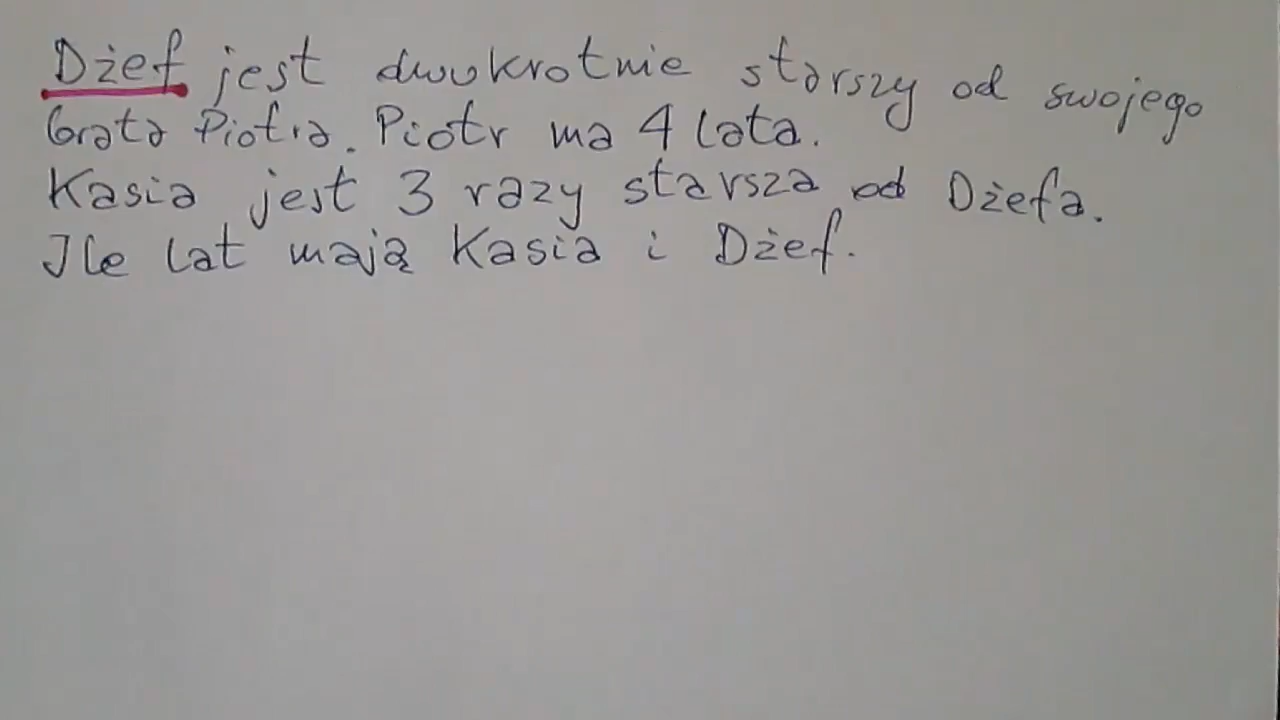 Dżef jest dwukrotnie starszy od swojego
brata Piotra. Piotr ma 4 lata.
Kasia jest 3 razy starsza od Dżefa.
Ile lat mają Kasia i Dżef.